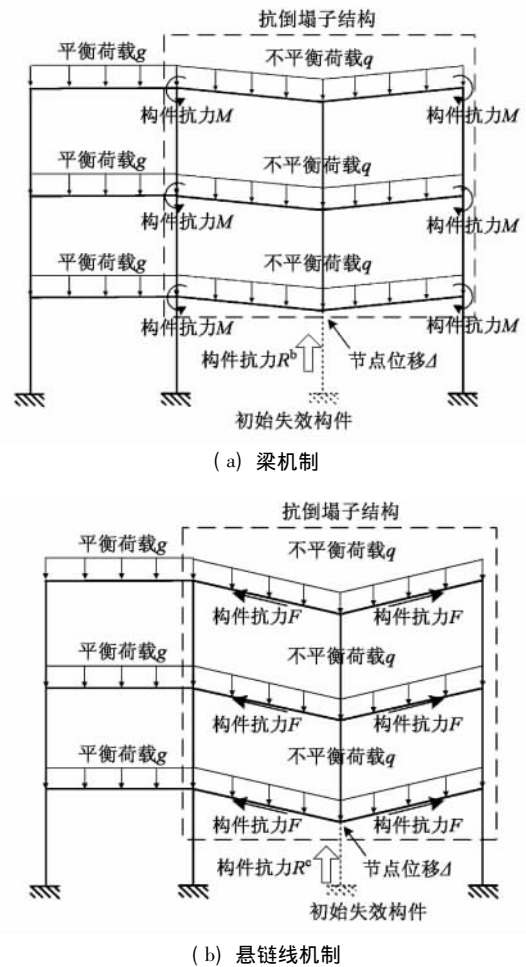 抗倒塌子结构
平衡荷载g 不平衡荷载q
构件抗力M 构件抗力M
平衡荷载g 不平衡荷载q
构件抗力M 构件抗力M
平衡荷载g 不平衡荷载q
构件抗力M 构件抗力M
构件抗力Rᵇ 节点位移Δ
初始失效构件
(a) 梁机制
抗倒塌子结构
平衡荷载g 不平衡荷载q
构件抗力F 构件抗力F
平衡荷载g 不平衡荷载q
构件抗力F 构件抗力F
平衡荷载g 不平衡荷载q
构件抗力F 构件抗力F
构件抗力Rᶜ 节点位移Δ
初始失效构件
(b) 悬链线机制